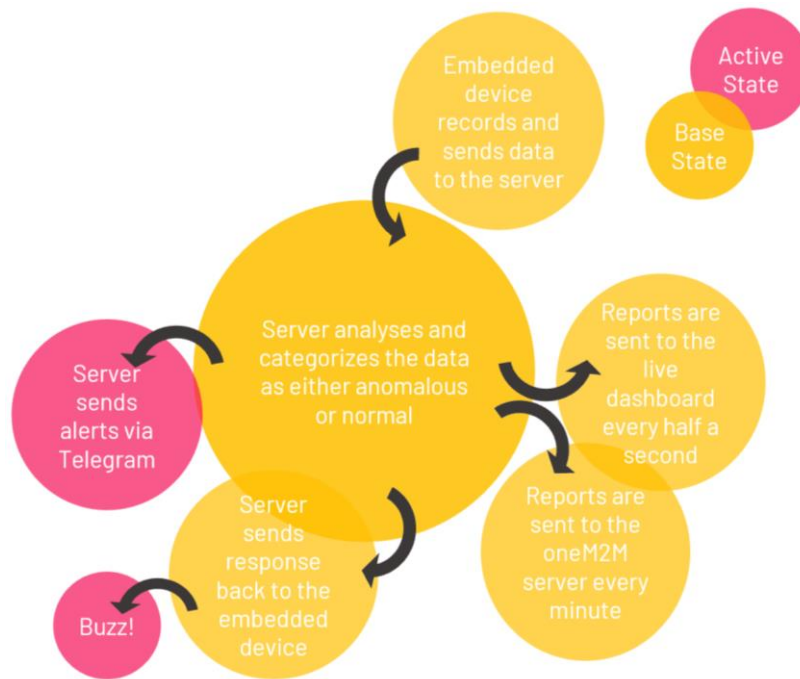 Embedded
device
records and
sends data
to the server
Active
State
Base
State
Server analyses and
categorizes the data
as either anomalous
or normal
Reports are
sent to the
live
dashboard
every half a
second
Server
sends
alerts via
Telegram
Reports are
sent to the
oneM2M
server every
minute
Server
sends
response
back to the
embedded
device
Buzz!